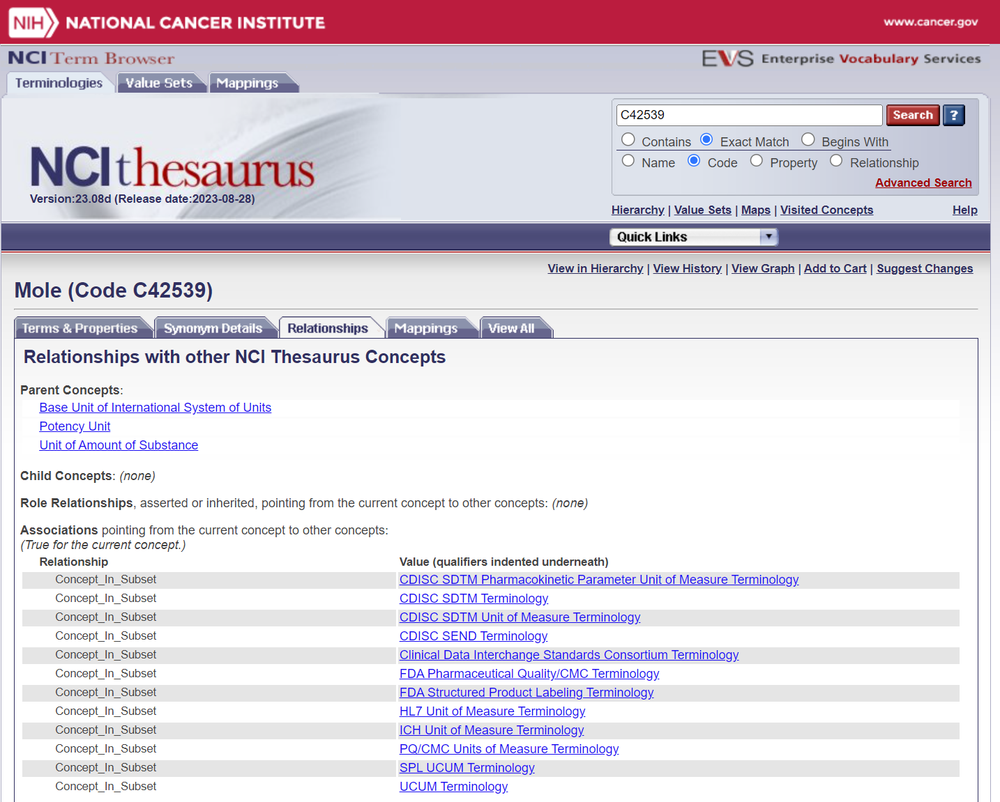 NIH NATIONAL CANCER INSTITUTE www.cancer.gov
NCI Term Browser EVS Enterprise Vocabulary Services
Terminologies Value Sets Mappings
C42539 Search ?
Contains Exact Match Begins With
Name Code Property Relationship
Advanced Search
NCI thesaurus
Version:23.08d (Release date:2023-08-28)
Hierarchy | Value Sets | Maps | Visited Concepts Help
Quick Links
View in Hierarchy | View History | View Graph | Add to Cart | Suggest Changes
Mole (Code C42539)
Terms & Properties Synonym Details Relationships Mappings View All
Relationships with other NCI Thesaurus Concepts
Parent Concepts:
Base Unit of International System of Units
Potency Unit
Unit of Amount of Substance
Child Concepts: (none)
Role Relationships, asserted or inherited, pointing from the current concept to other concepts: (none)
Associations pointing from the current concept to other concepts:
(True for the current concept.)
Relationship Value (qualifiers indented underneath)
Concept_In_Subset CDISC SDTM Pharmacokinetic Parameter Unit of Measure Terminology
Concept_In_Subset CDISC SDTM Terminology
Concept_In_Subset CDISC SDTM Unit of Measure Terminology
Concept_In_Subset CDISC SEND Terminology
Concept_In_Subset Clinical Data Interchange Standards Consortium Terminology
Concept_In_Subset FDA Pharmaceutical Quality/CMC Terminology
Concept_In_Subset FDA Structured Product Labeling Terminology
Concept_In_Subset HL7 Unit of Measure Terminology
Concept_In_Subset ICH Unit of Measure Terminology
Concept_In_Subset PQ/CMC Units of Measure Terminology
Concept_In_Subset SPL UCUM Terminology
Concept_In_Subset UCUM Terminology